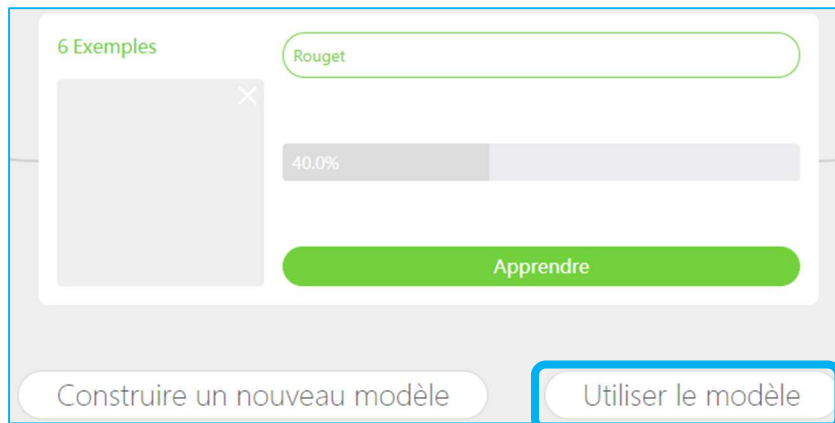 6 Exemples
Rouget
40.0%
Apprendre
Construire un nouveau modèle
Utiliser le modèle